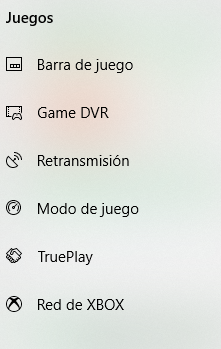 Juegos
Barra de juego
Game DVR
Retransmisión
Modo de juego
TruePlay
Red de XBOX